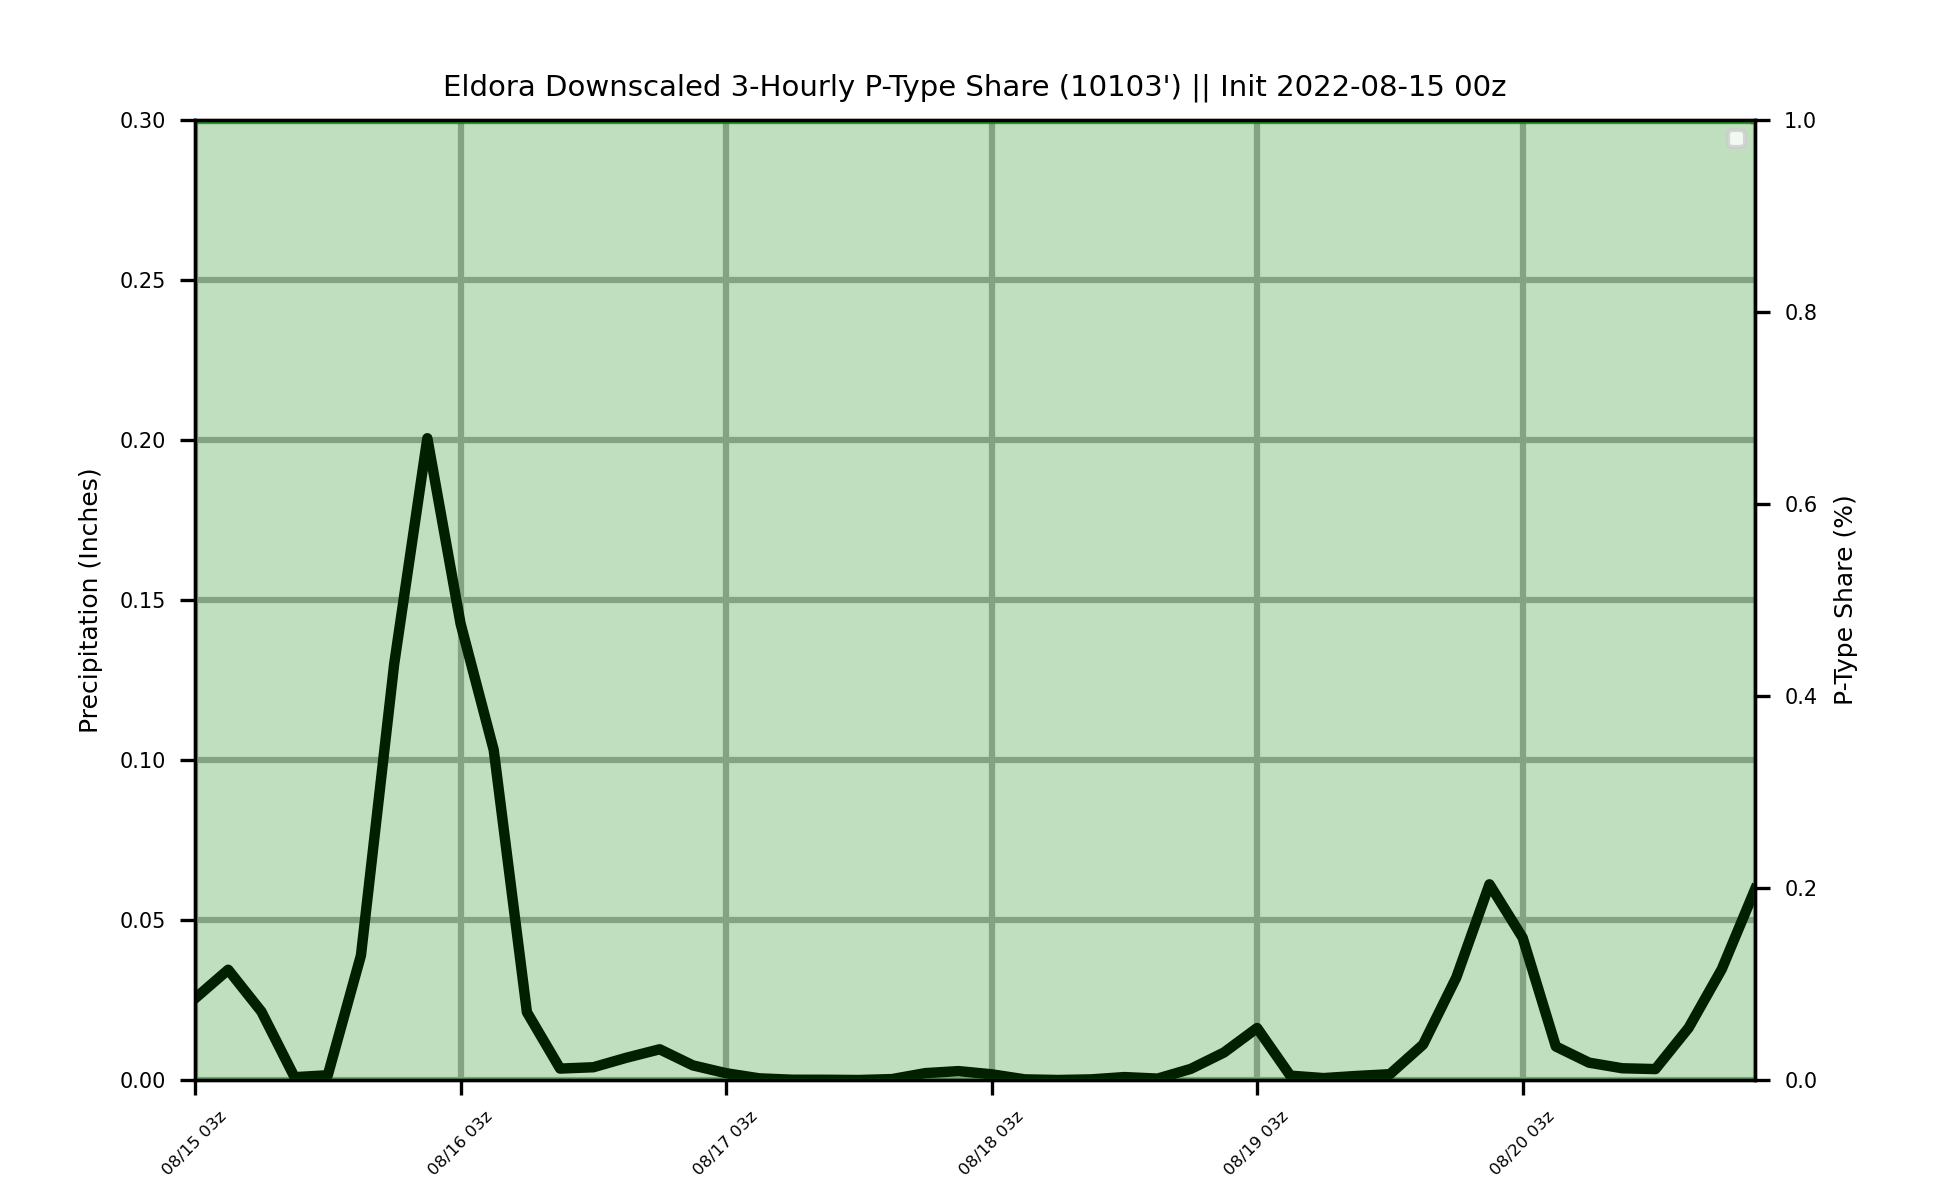 Eldora Downscaled 3-Hourly P-Type Share (10103') || Init 2022-08-15 00z
0.30
0.25
0.20
0.15
0.10
0.05
0.00
Precipitation (Inches)
1.0
0.8
0.6
0.4
0.2
0.0
P-Type Share (%)
08/15 03z
08/16 03z
08/17 03z
08/18 03z
08/19 03z
08/20 03z